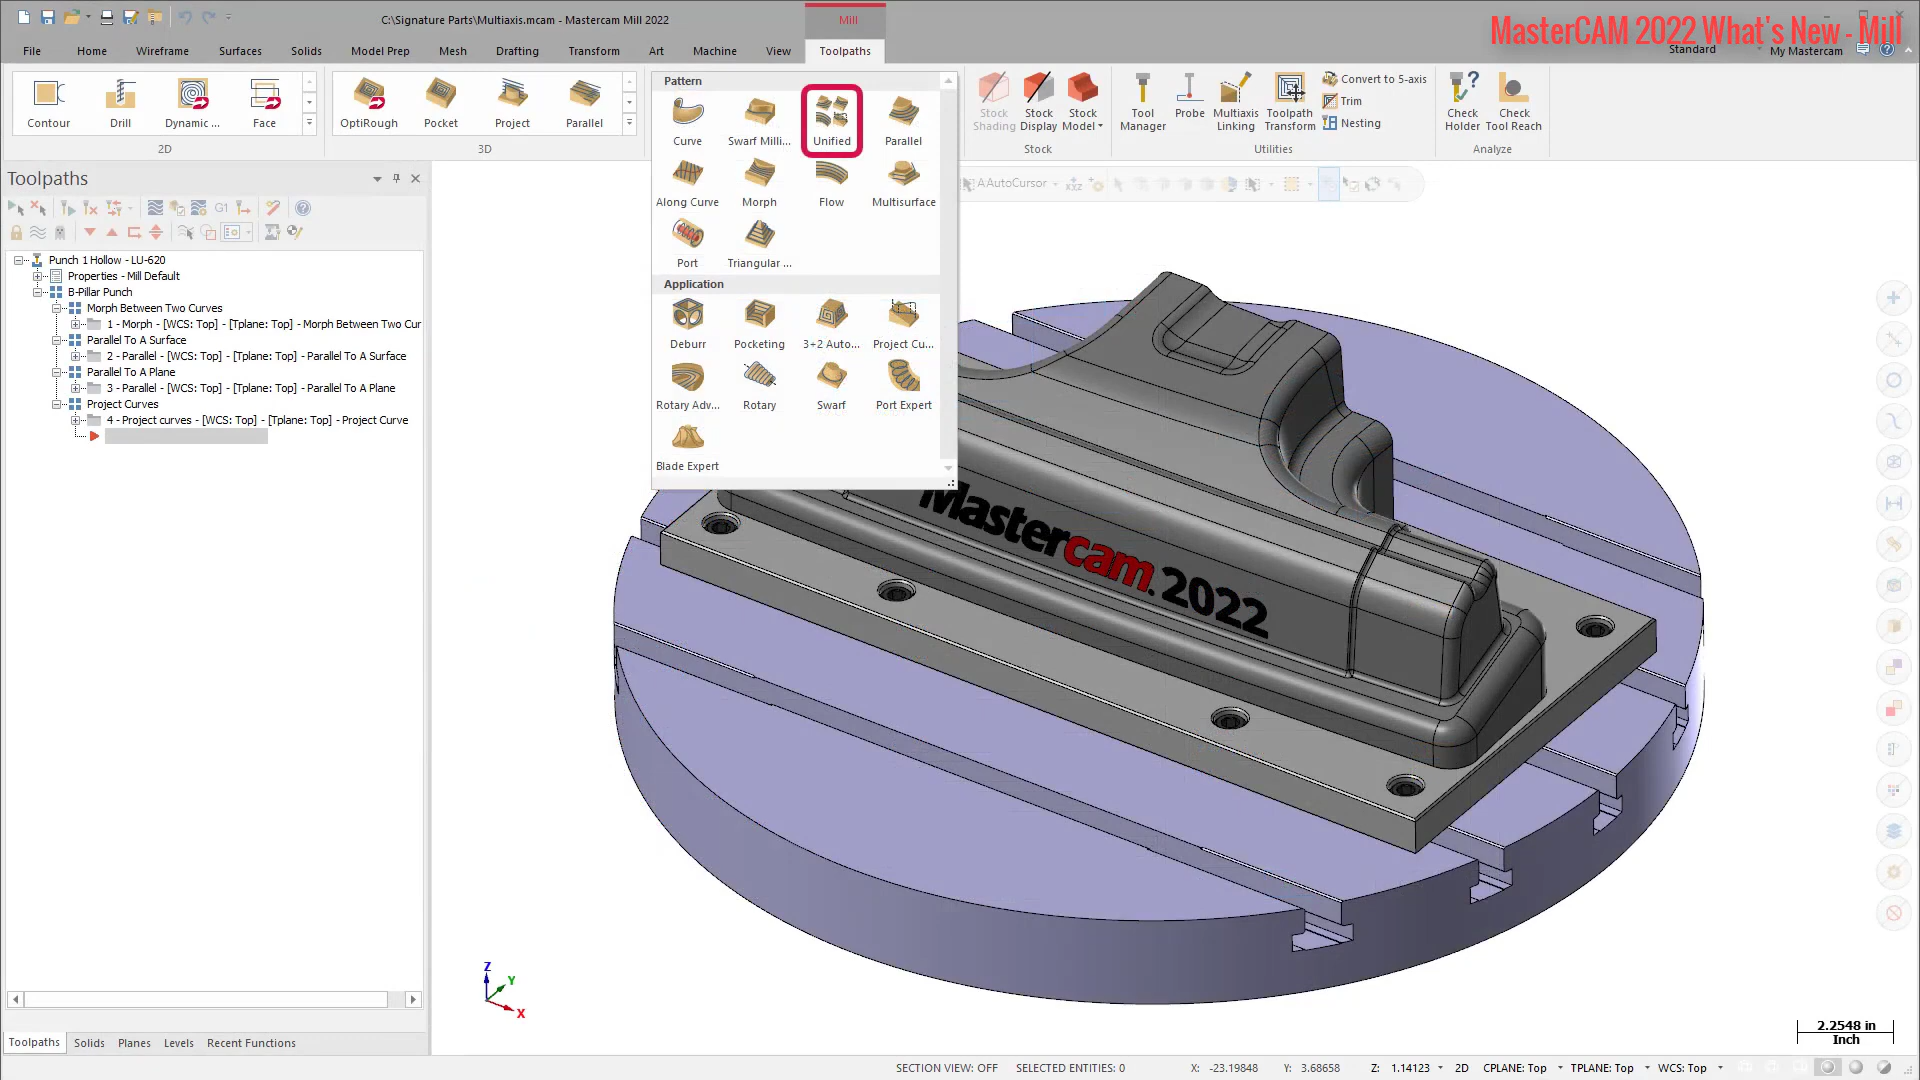 C:\Signature Parts\Multiaxis.mcam - Mastercam Mill 2022
Mill
MasterCAM 2022 What's New - Mill
File
Home
Wireframe
Surfaces
Solids
Model Prep
Mesh
Drafting
Transform
Art
Machine
View
Toolpaths
Standard
My Mastercam
Contour
Drill
Dynamic ...
Face
2D
OptiRough
Pocket
Project
Parallel
3D
Pattern
Curve
Swarf Milli...
Unified
Parallel
Along Curve
Morph
Flow
Multisurface
Port
Triangular ...
Application
Deburr
Pocketing
3+2 Auto...
Project Cu...
Rotary Adv...
Rotary
Swarf
Port Expert
Blade Expert
Stock Shading
Stock Display
Stock Model
Stock
Tool Manager
Probe
Multiaxis Linking
Toolpath Transform
Convert to 5-axis
Trim
Nesting
Utilities
Check Holder
Check Tool Reach
Analyze
AutoCursor
Toolpaths
G1
Punch 1 Hollow - LU-620
Properties - Mill Default
B-Pillar Punch
Morph Between Two Curves
1 - Morph - [WCS: Top] - [Tplane: Top] - Morph Between Two Cur
Parallel To A Surface
2 - Parallel - [WCS: Top] - [Tplane: Top] - Parallel To A Surface
Parallel To A Plane
3 - Parallel - [WCS: Top] - [Tplane: Top] - Parallel To A Plane
Project Curves
4 - Project curves - [WCS: Top] - [Tplane: Top] - Project Curve
Mastercam. 2022
Z
Y
X
2.2548 in
Inch
Toolpaths
Solids
Planes
Levels
Recent Functions
SECTION VIEW: OFF
SELECTED ENTITIES: 0
X: -23.19848
Y: 3.68658
Z: 1.14123
2D
CPLANE: Top
TPLANE: Top
WCS: Top